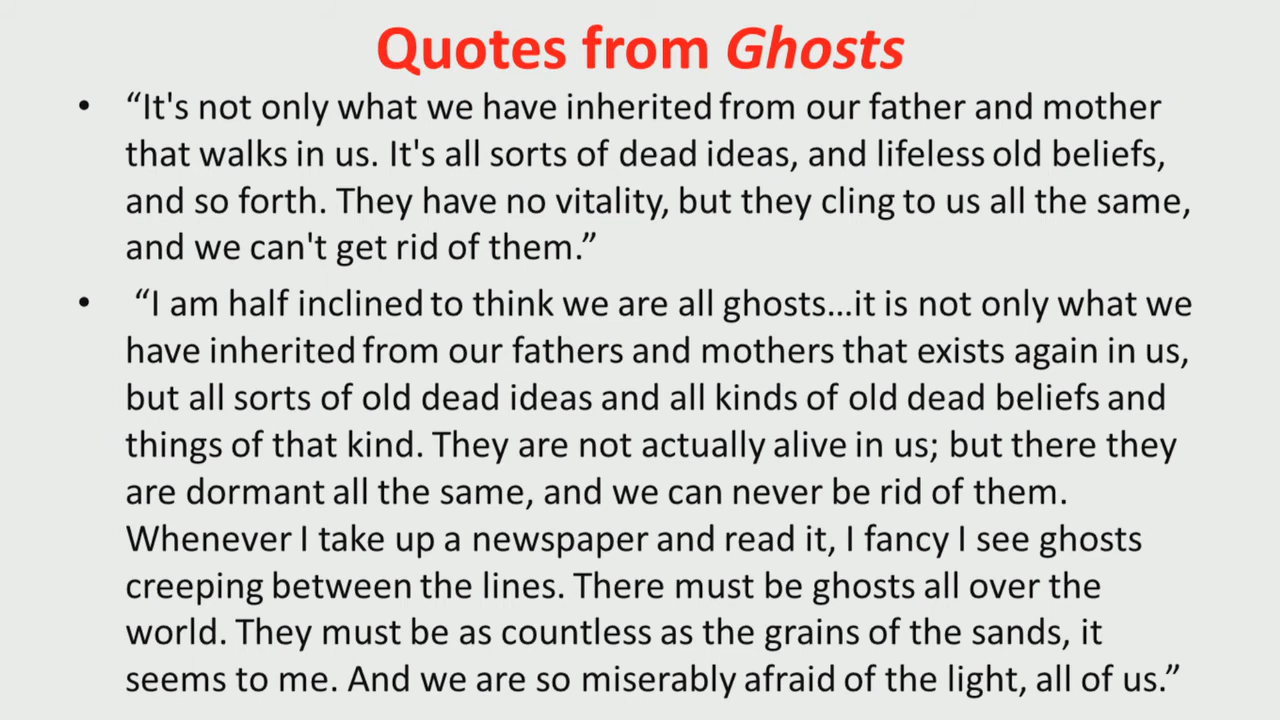 Quotes from Ghosts
• “It's not only what we have inherited from our father and mother
that walks in us. It's all sorts of dead ideas, and lifeless old beliefs,
and so forth. They have no vitality, but they cling to us all the same,
and we can't get rid of them.”
• “I am half inclined to think we are all ghosts...it is not only what we
have inherited from our fathers and mothers that exists again in us,
but all sorts of old dead ideas and all kinds of old dead beliefs and
things of that kind. They are not actually alive in us; but there they
are dormant all the same, and we can never be rid of them.
Whenever I take up a newspaper and read it, I fancy I see ghosts
creeping between the lines. There must be ghosts all over the
world. They must be as countless as the grains of the sands, it
seems to me. And we are so miserably afraid of the light, all of us.”